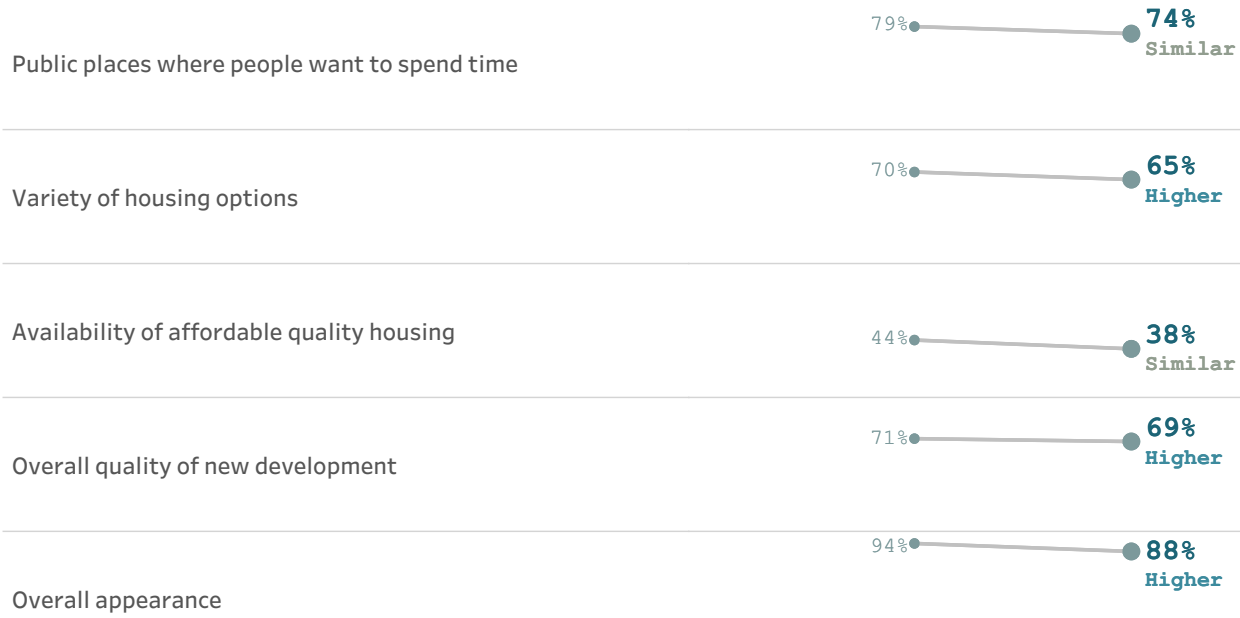 79%
74%
Similar
Public places where people want to spend time
70%
65%
Higher
Variety of housing options
44%
38%
Similar
Availability of affordable quality housing
71%
69%
Higher
Overall quality of new development
94%
88%
Higher
Overall appearance